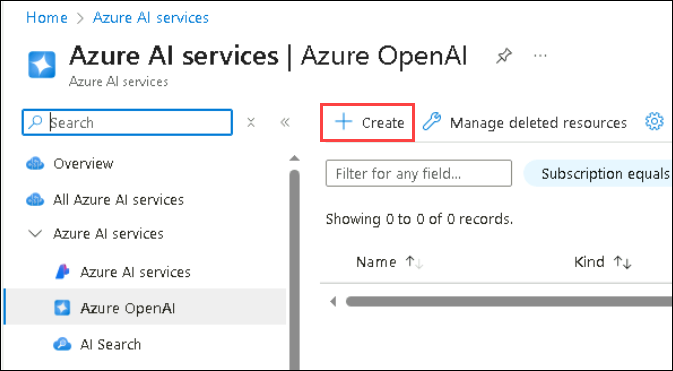 Home > Azure AI services >
Azure AI services | Azure OpenAI
Azure AI services
Search
Create
Manage deleted resources
Overview
All Azure AI services
Azure AI services
Azure AI services
Azure OpenAI
AI Search
Filter for any field...
Subscription equals
Showing 0 to 0 of 0 records.
Name
Kind